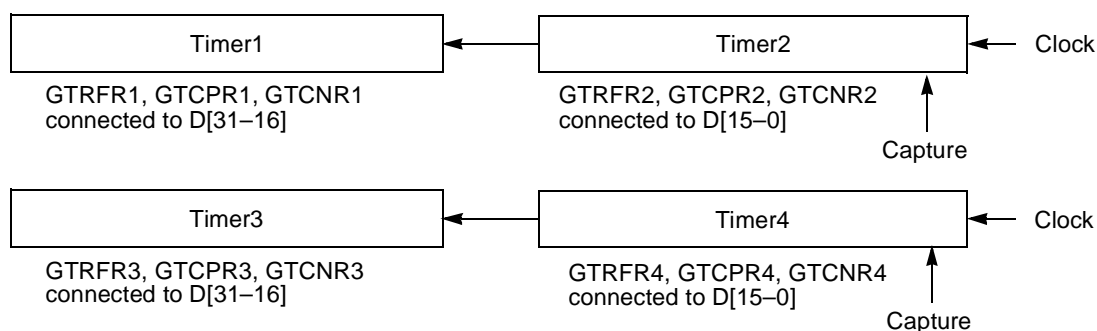 Timer1
Timer2
Clock
GTRFR1, GTCPR1, GTCNR1
connected to D[31–16]
GTRFR2, GTCPR2, GTCNR2
connected to D[15–0]
Capture
Timer3
Timer4
Clock
GTRFR3, GTCPR3, GTCNR3
connected to D[31–16]
GTRFR4, GTCPR4, GTCNR4
connected to D[15–0]
Capture